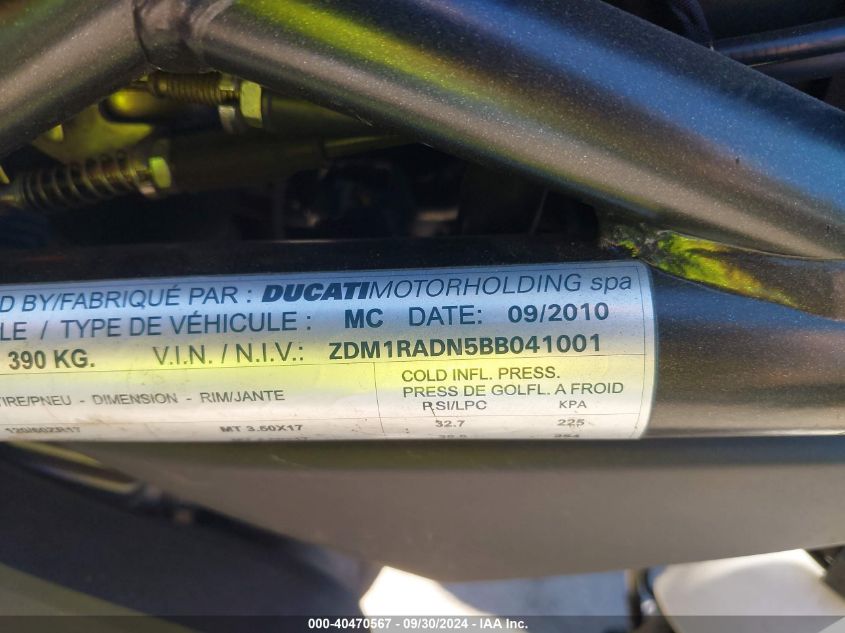 D BY/FABRIQUÉ PAR : DUCATIMOTORHOLDING spa
LE / TYPE DE VÉHICULE : MC DATE: 09/2010
390 KG. V.I.N. / N.I.V.: ZDM1RADN5BB041001
COLD INFL. PRESS.
PRESS DE GOLFL. A FROID
TIRE/PNEU - DIMENSION - RIM/JANTE PSI/LPC KPA
120/60ZR17 MT 3.50X17 32.7 225
000-40470567 - 09/30/2024 - IAA Inc.